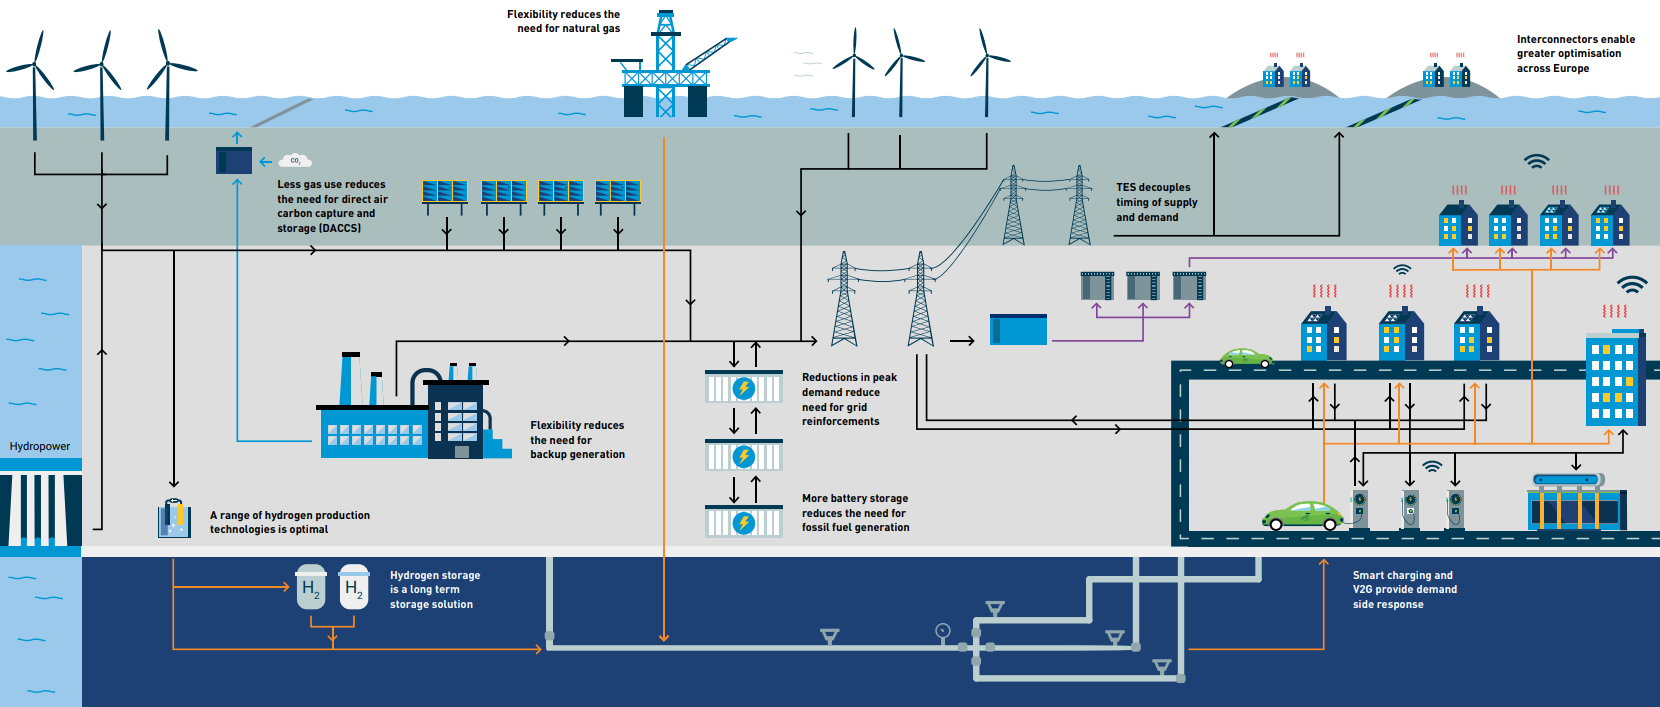 Flexibility reduces the
need for natural gas
Interconnectors enable
greater optimisation
across Europe
CO2
Less gas use reduces
the need for direct air
carbon capture and
storage (DACCS)
TES decouples
timing of supply
and demand
Reductions in peak
demand reduce
need for grid
reinforcements
Flexibility reduces
the need for
backup generation
Hydropower
More battery storage
reduces the need for
fossil fuel generation
A range of hydrogen production
technologies is optimal
H2
H2
Hydrogen storage
is a long term
storage solution
Smart charging and
V2G provide demand
side response